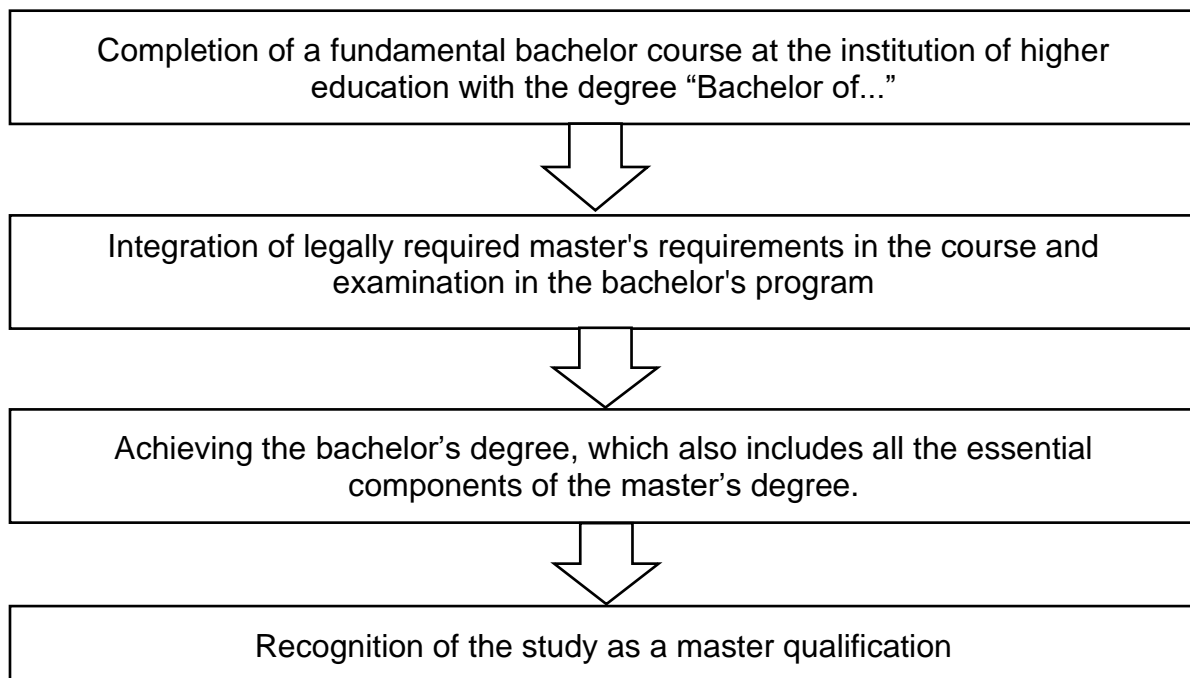 Completion of a fundamental bachelor course at the institution of higher
education with the degree “Bachelor of...”
Integration of legally required master's requirements in the course and
examination in the bachelor's program
Achieving the bachelor’s degree, which also includes all the essential
components of the master’s degree.
Recognition of the study as a master qualification